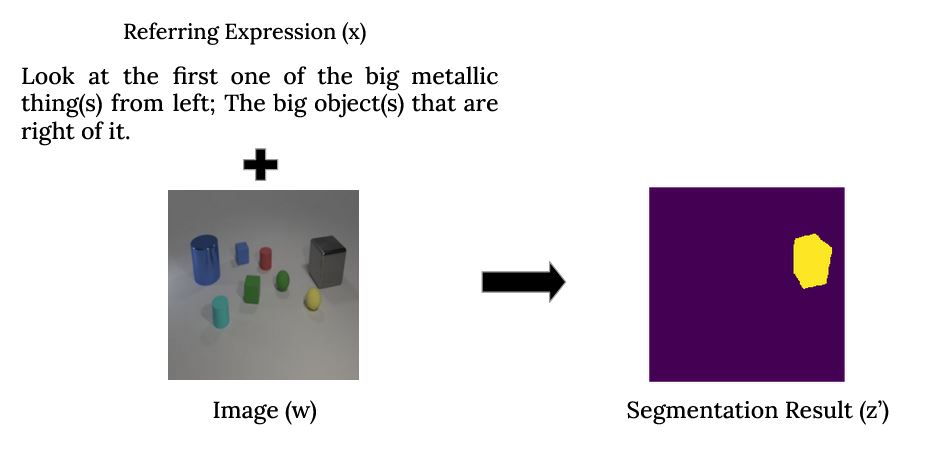 Referring Expression (x)
Look at the first one of the big metallic
thing(s) from left; The big object(s) that are
right of it.
Image (w)
Segmentation Result (z’)